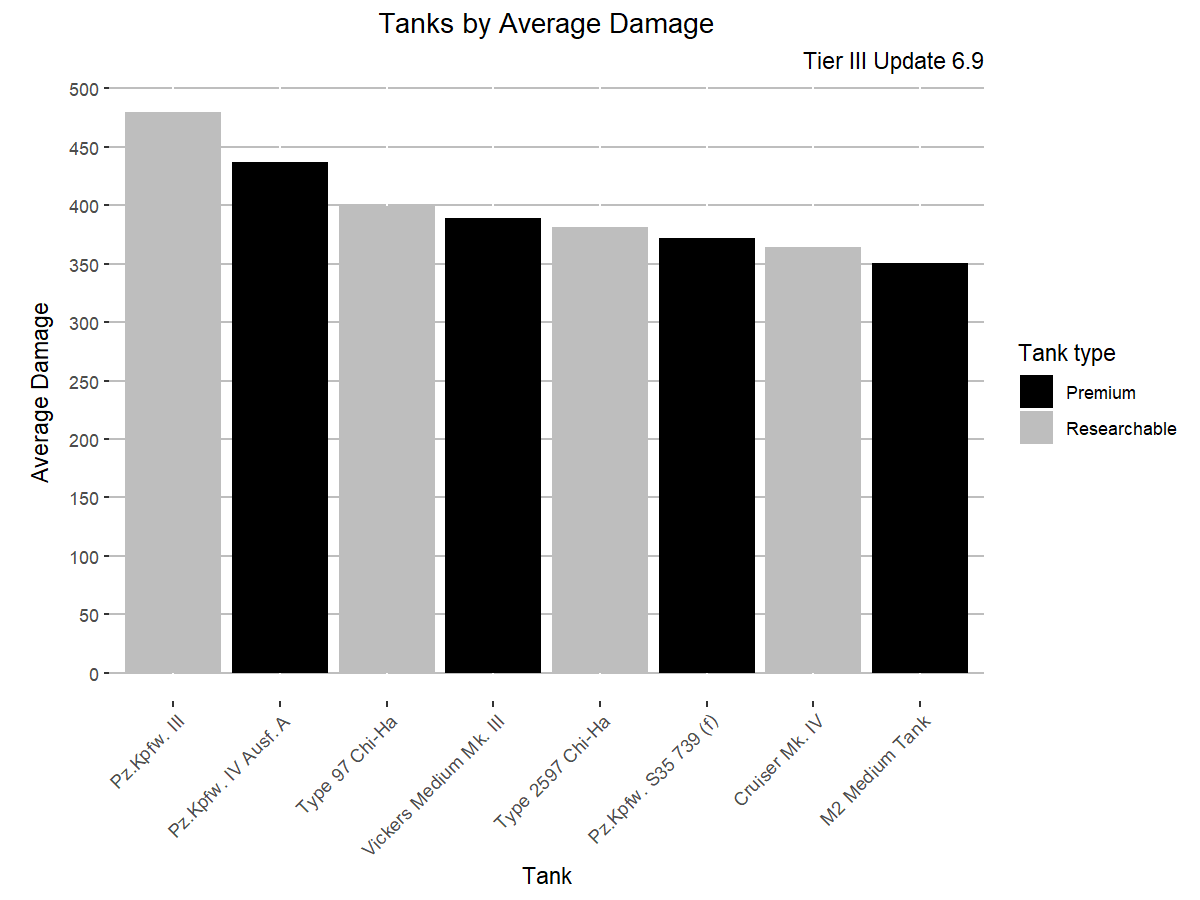 Tanks by Average Damage
Tier III Update 6.9
500
450
400
350
300
250
200
150
100
50
0
Average Damage
Pz.Kpfw. III
Pz.Kpfw. IV Ausf. A
Type 97 Chi-Ha
Vickers Medium Mk. III
Type 2597 Chi-Ha
Pz.Kpfw. S35 739 (f)
Cruiser Mk. IV
M2 Medium Tank
Tank
Tank type
Premium
Researchable